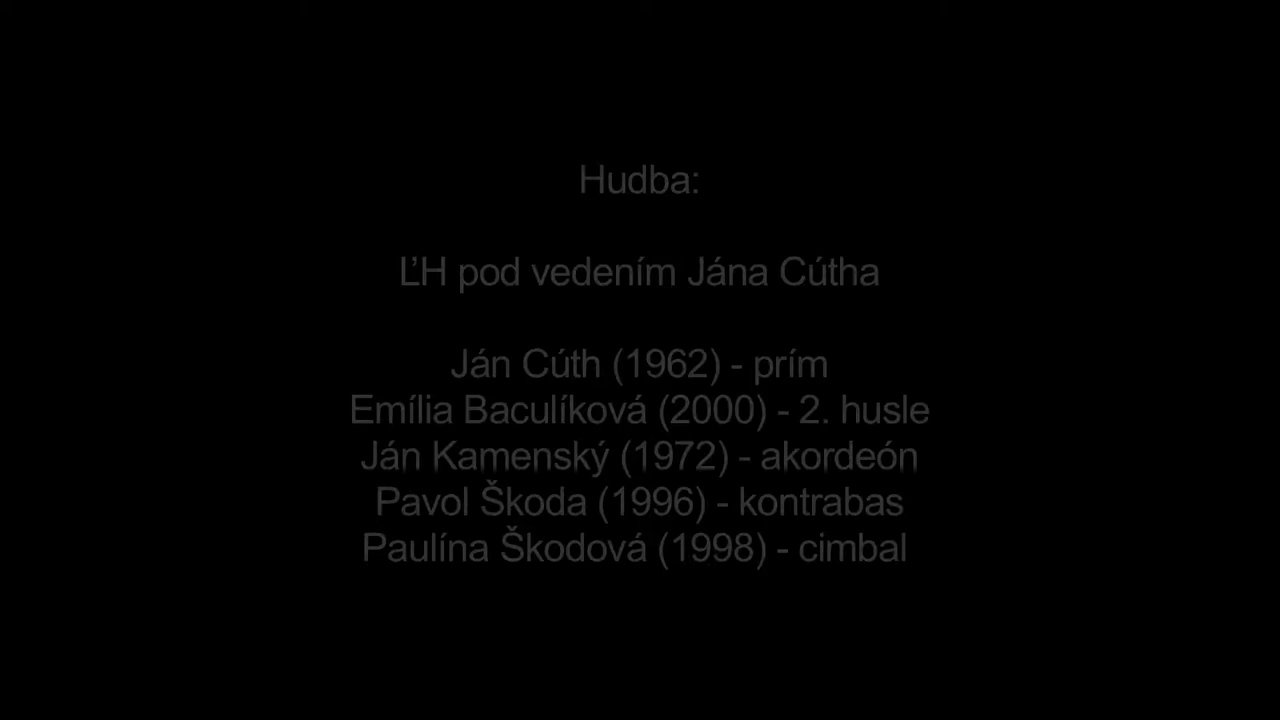 Hudba:
ĽH pod vedením Jána Cútha
Ján Cúth (1962) - prím
Emília Baculíková (2000) - 2. husle
Ján Kamenský (1972) - akordeón
Pavol Škoda (1996) - kontrabas
Paulína Škodová (1998) - cimbal